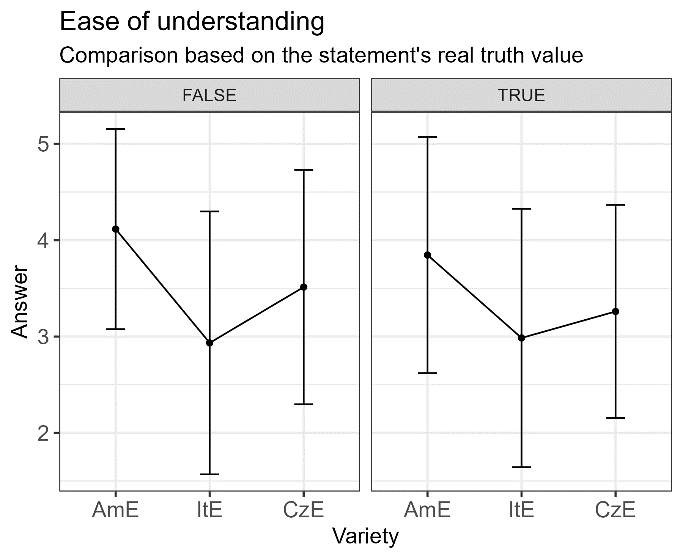 Ease of understanding
Comparison based on the statement's real truth value
FALSE
TRUE
5
4
3
2
Answer
AmE
ItE
CzE
AmE
ItE
CzE
Variety